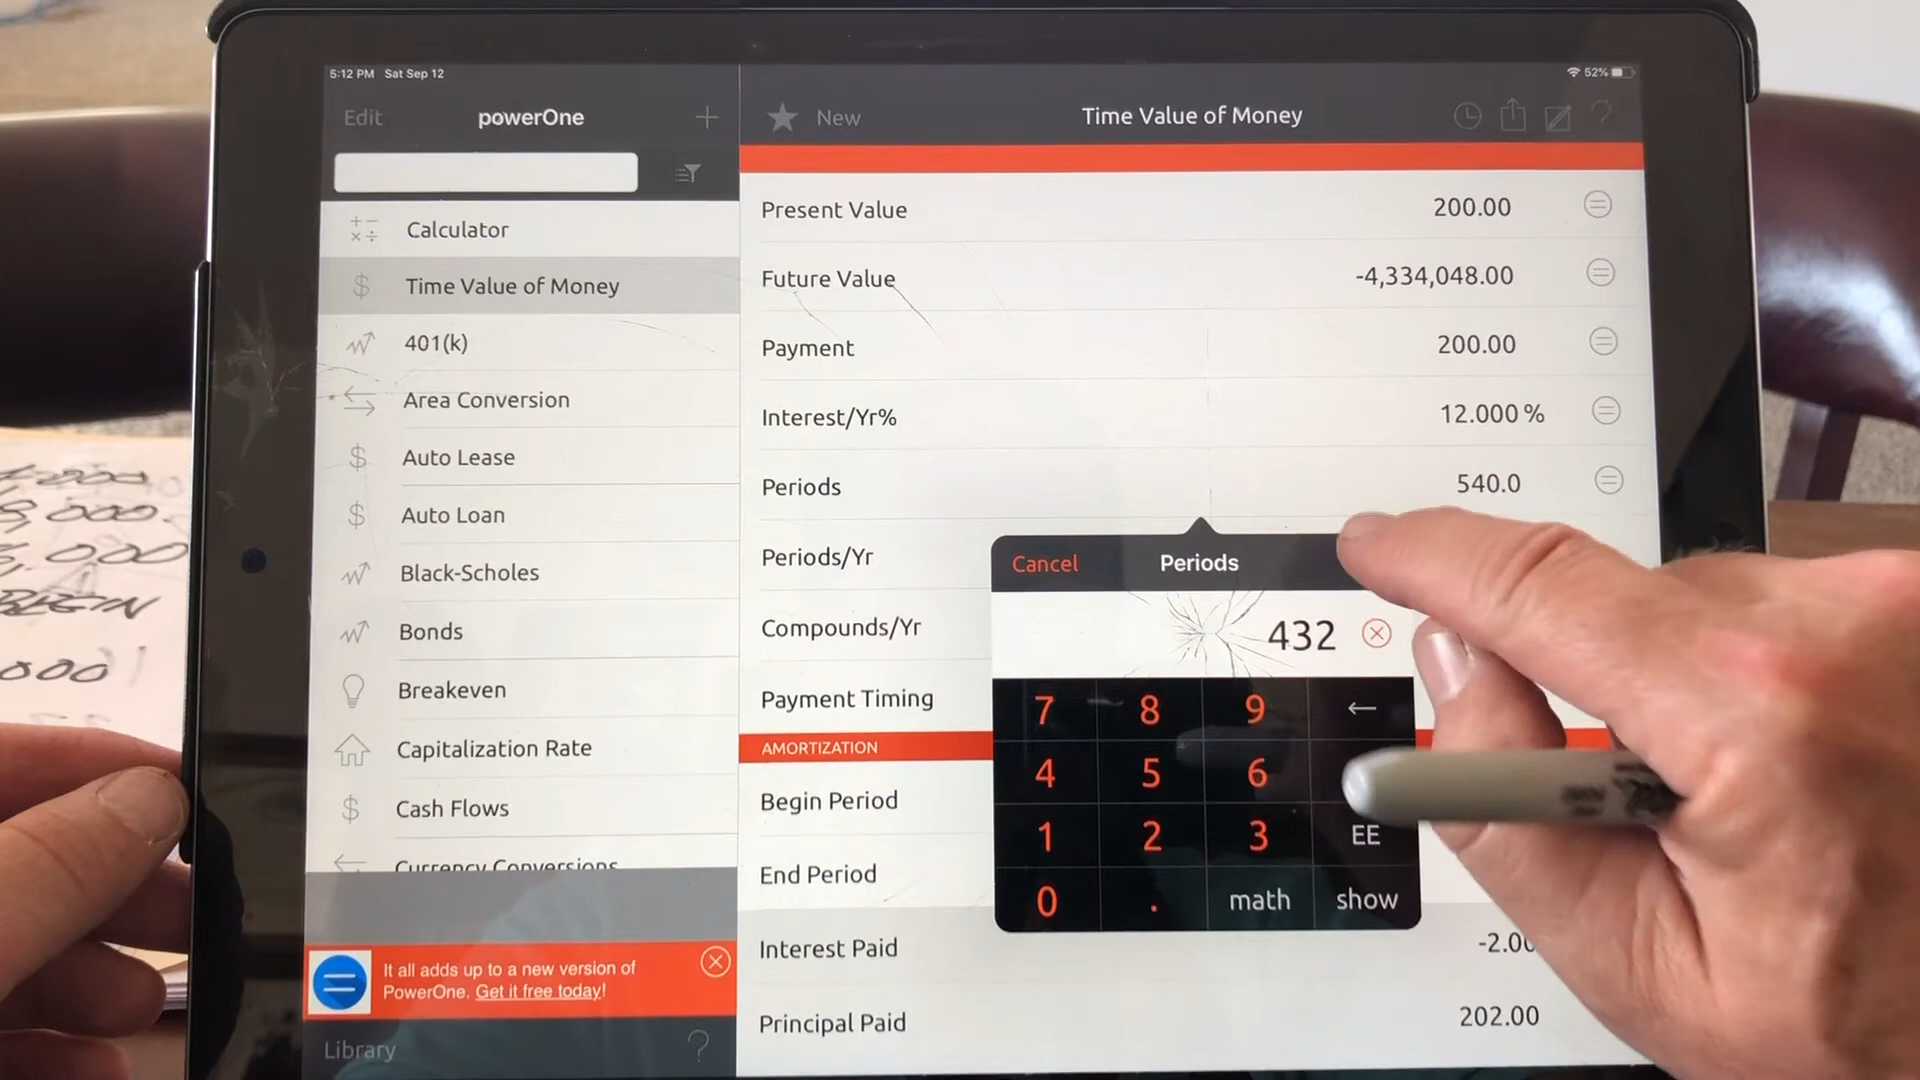 5:12 PM Sat Sep 12
52%
Edit
powerOne
New
Time Value of Money
Calculator
Time Value of Money
401(k)
Area Conversion
Auto Lease
Auto Loan
Black-Scholes
Bonds
Breakeven
Capitalization Rate
Cash Flows
Currency Conversions
It all adds up to a new version of
PowerOne. Get it free today!
Library
?
Present Value 200.00
Future Value -4,334,048.00
Payment 200.00
Interest/Yr% 12.000 %
Periods 540.0
Periods/Yr
Compounds/Yr
Payment Timing
AMORTIZATION
Begin Period
End Period
Interest Paid
Principal Paid 202.00
Cancel Periods
432
7 8 9 ←
4 5 6
1 2 3 EE
0 . math show
BEGIN